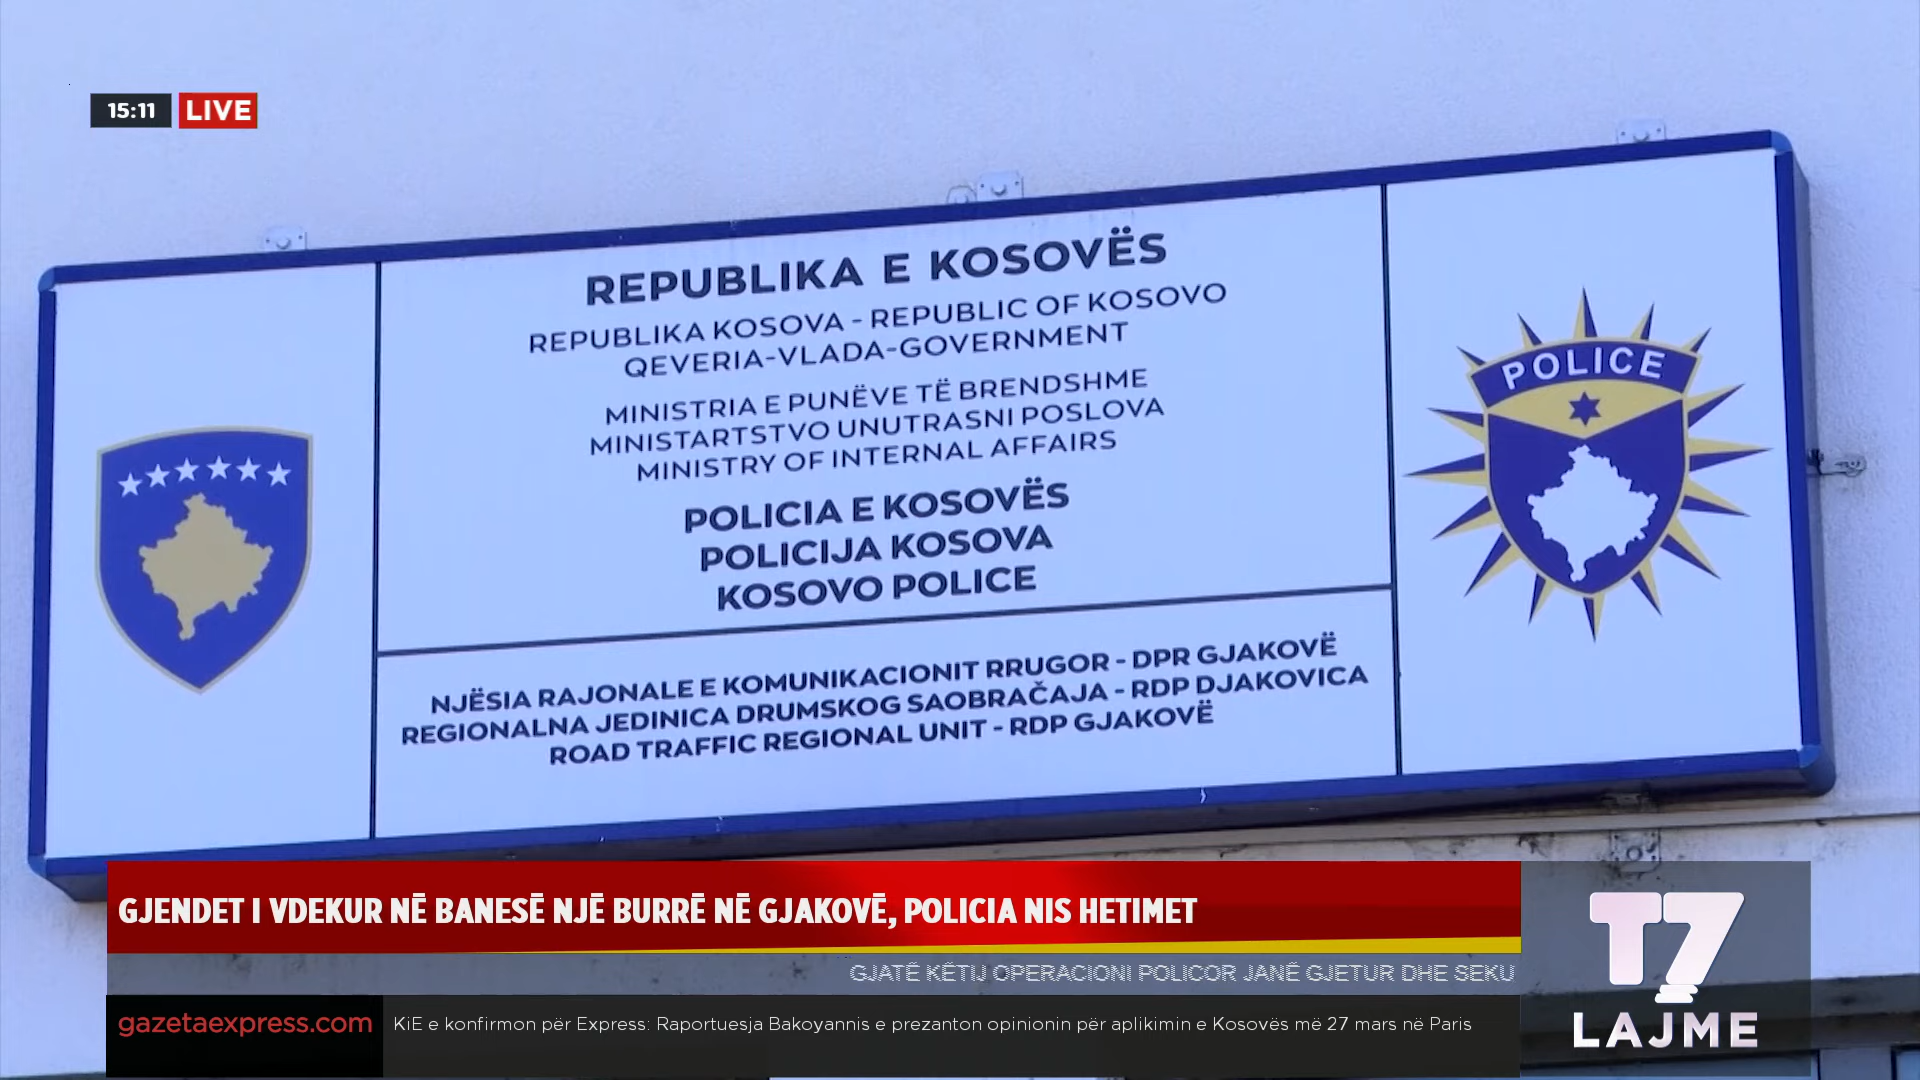 15:11 LIVE
REPUBLIKA E KOSOVËS
REPUBLIKA KOSOVA - REPUBLIC OF KOSOVO
QEVERIA-VLADA-GOVERNMENT
MINISTRIA E PUNËVE TË BRENDSHME
MINISTARTSTVO UNUTRASNI POSLOVA
MINISTRY OF INTERNAL AFFAIRS
POLICIA E KOSOVËS
POLICIJA KOSOVA
KOSOVO POLICE
NJËSIA RAJONALE E KOMUNIKACIONIT RRUGOR - DPR GJAKOVË
REGIONALNA JEDINICA DRUMSKOG SAOBRAČAJA - RDP DJAKOVICA
ROAD TRAFFIC REGIONAL UNIT - RDP GJAKOVË
POLICE
GJENDET I VDEKUR NË BANESË NJË BURRË NË GJAKOVË, POLICIA NIS HETIMET
GJATË KËTIJ OPERACIONI POLICOR JANË GJETUR DHE SEKU
gazetaexpress.com
KiE e konfirmon për Express: Raportuesja Bakoyannis e prezanton opinionin për aplikimin e Kosovës më 27 mars në Paris
T7
LAJME